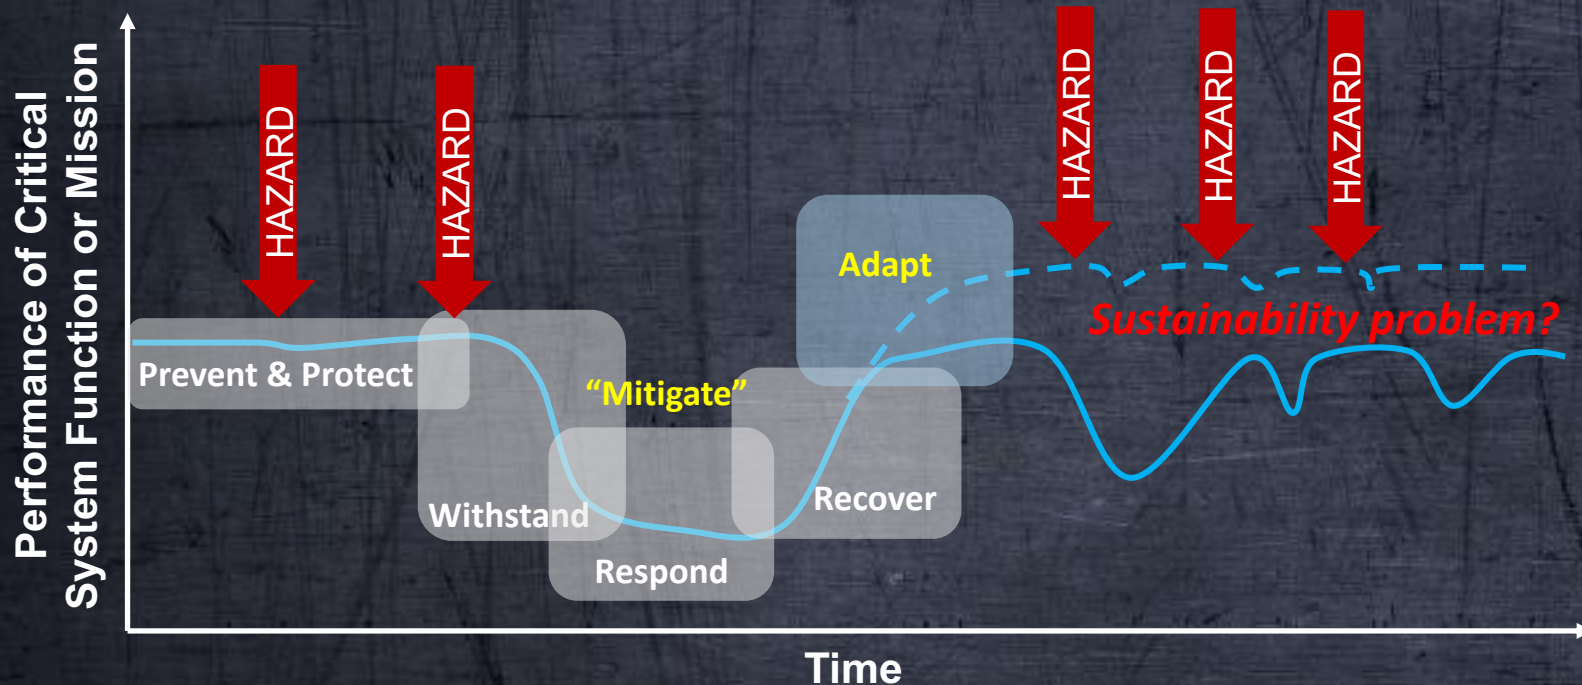 Performance of Critical
System Function or Mission
HAZARD
HAZARD
HAZARD
HAZARD
HAZARD
Adapt
Sustainability problem?
Prevent & Protect
“Mitigate”
Withstand
Recover
Respond
Time